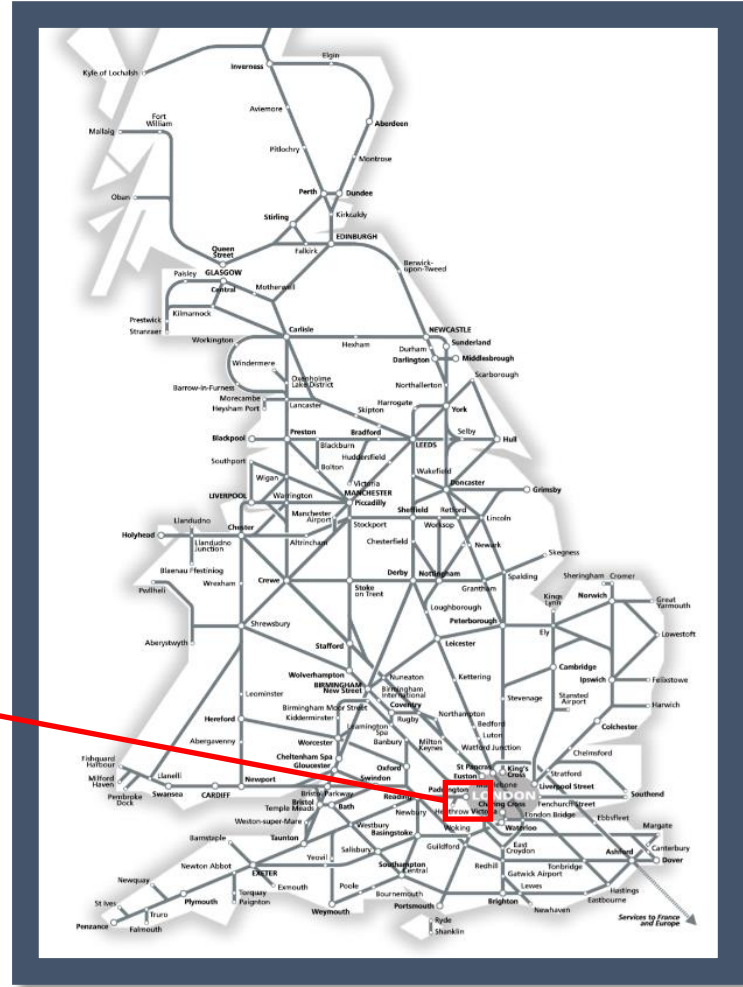 Kyle of Lochalsh
Inverness
Elgin
Aviemore
Aberdeen
Fort
William
Mallaig
Pitlochry
Montrose
Perth
Dundee
Oban
Stirling
Kirkcaldy
EDINBURGH
Queen
Street
Falkirk
Berwick-
upon-Tweed
Paisley
GLASGOW
Central
Motherwell
Prestwick
Kilmarnock
Stranraer
Carlisle
NEWCASTLE
Workington
Hexham
Sunderland
Durham
Darlington
Middlesbrough
Windermere
Scarborough
Oxenholme
Lake District
Barrow-in-Furness
Northallerton
Morecambe
Harrogate
Heysham Port
Lancaster
Skipton
York
Blackpool
Preston
Bradford
Selby
Blackburn
LEEDS
Hull
Southport
Bolton
Huddersfield
Wigan
Wakefield
Victoria
Doncaster
LIVERPOOL
Warrington
MANCHESTER
Piccadilly
Grimsby
Manchester
Airport
Sheffield
Retford
Llandudno
Chester
Stockport
Worksop
Lincoln
Holyhead
Llandudno
Junction
Altrincham
Chesterfield
Newark
Blaenau Ffestiniog
Skegness
Crewe
Derby
Nottingham
Spalding
Sheringham
Cromer
Pwllheli
Wrexham
Stoke
on Trent
Grantham
Kings
Lynn
Norwich
Great
Yarmouth
Loughborough
Shrewsbury
Peterborough
Ely
Lowestoft
Aberystwyth
Stafford
Leicester
Wolverhampton
Cambridge
BIRMINGHAM
New Street
Nuneaton
Kettering
Ipswich
Felixstowe
Birmingham
International
Leominster
Stevenage
Stansted
Airport
Birmingham Moor Street
Coventry
Northampton
Harwich
Hereford
Kidderminster
Rugby
Bedford
Leamington
Spa
Colchester
Abergavenny
Worcester
Banbury
Milton
Keynes
Luton
Watford Junction
Chelmsford
Fishguard
Harbour
Cheltenham Spa
Gloucester
Oxford
St Pancras
Euston
King's
Cross
Stratford
Milford
Haven
Llanelli
Newport
Swindon
Paddington
Liverpool Street
Pembroke
Dock
Swansea
CARDIFF
Bristol Parkway
Reading
LONDON
Southend
Bristol
Temple Meads
Bath
Newbury
Heathrow
Victoria
Charing Cross
Fenchurch Street
London Bridge
Ebbsfleet
Weston-super-Mare
Westbury
Basingstoke
Woking
Waterloo
Margate
Barnstaple
Taunton
Guildford
East
Croydon
Canterbury
Salisbury
Ashford
Dover
Newton Abbot
Yeovil
Southampton
Central
Redhill
Tonbridge
Gatwick Airport
Newquay
EXETER
Exmouth
Poole
Lewes
Hastings
St Ives
Plymouth
Torquay
Paignton
Bournemouth
Eastbourne
Truro
Weymouth
Portsmouth
Brighton
Newhaven
Penzance
Falmouth
Ryde
Shanklin
Services to France
and Europe